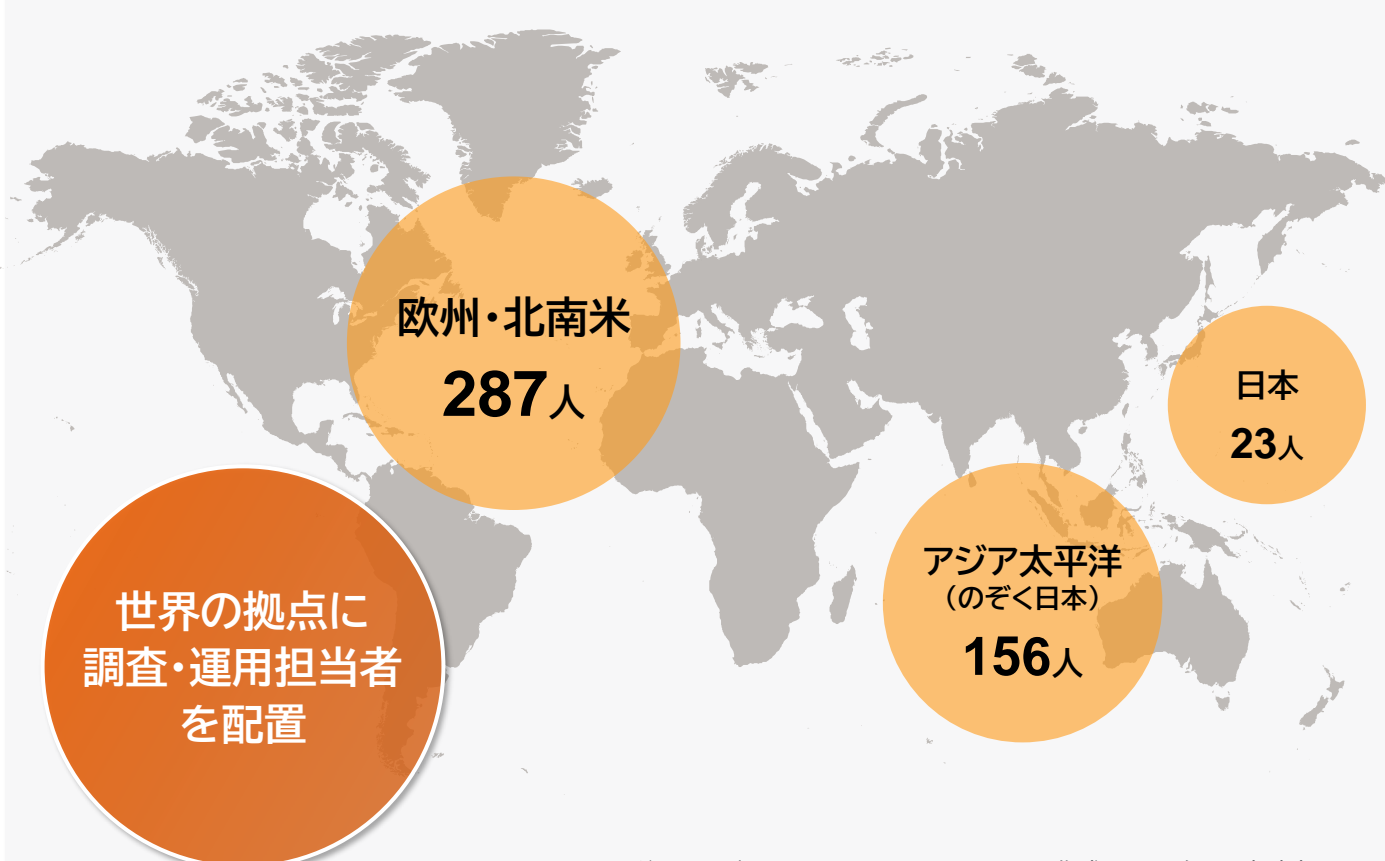 欧州・北南米
287人
日本
23人
アジア太平洋
（のぞく日本）
156人
世界の拠点に
調査・運用担当者
を配置